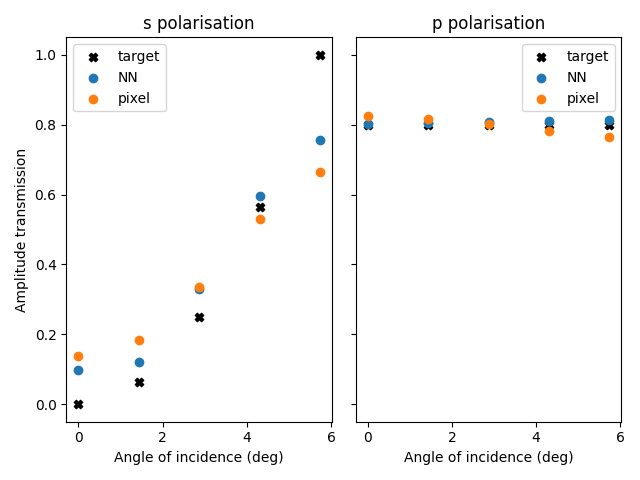 s polarisation
p polarisation
target
NN
pixel
target
NN
pixel
Amplitude transmission
1.0
0.8
0.6
0.4
0.2
0.0
0 2 4 6
0 2 4 6
Angle of incidence (deg)
Angle of incidence (deg)